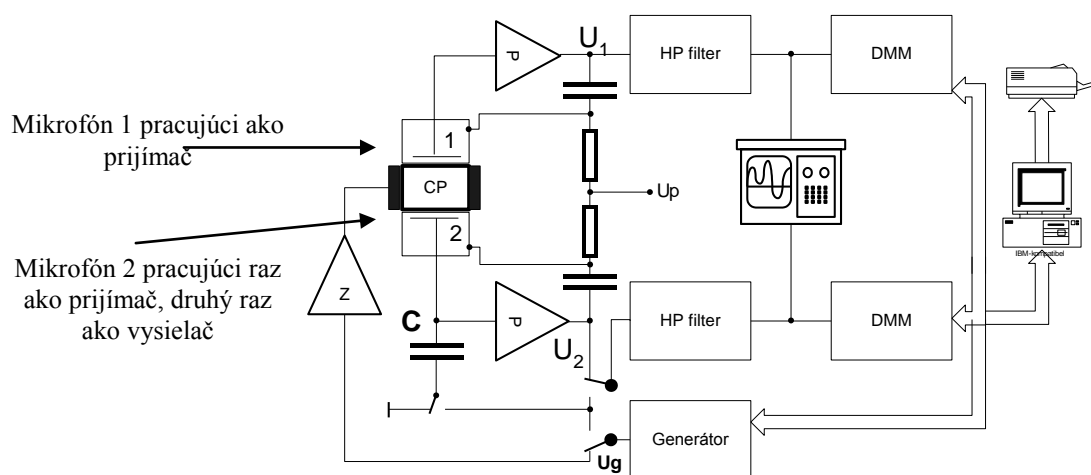 U1
HP filter
DMM
P
Mikrofón 1 pracujúci ako
prijímač
1
CP
Up
2
Mikrofón 2 pracujúci raz
ako prijímač, druhý raz
ako vysielač
IBM-kompatibel
Z
C
P
U2
HP filter
DMM
Ug
Generátor